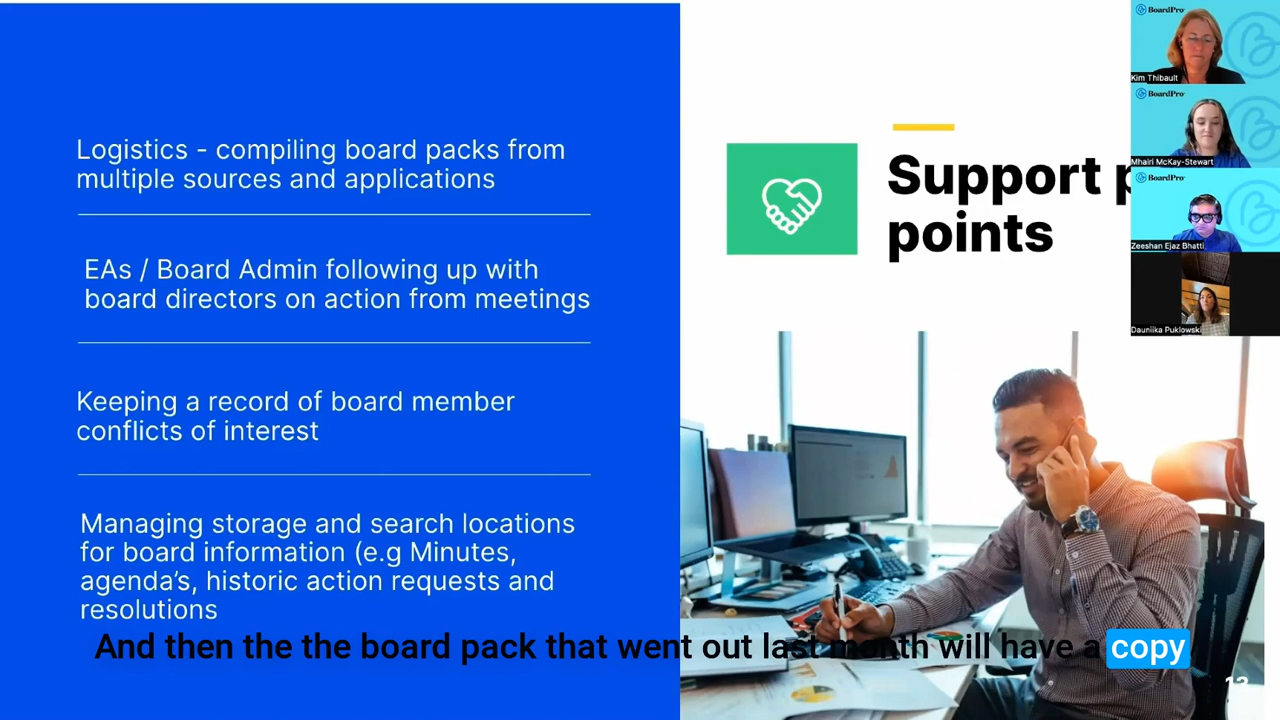 Logistics - compiling board packs from
multiple sources and applications
EAs / Board Admin following up with
board directors on action from meetings
Keeping a record of board member
conflicts of interest
Managing storage and search locations
for board information (e.g Minutes,
agenda's, historic action requests and
resolutions
Support
points
BoardPro
Kim Thibault
BoardPro
Mhairi McKay-Stewart
BoardPro
Zeeshan Ejaz Bhatti
Dauniika Puklowski
And then the the board pack that went out last month will have a copy